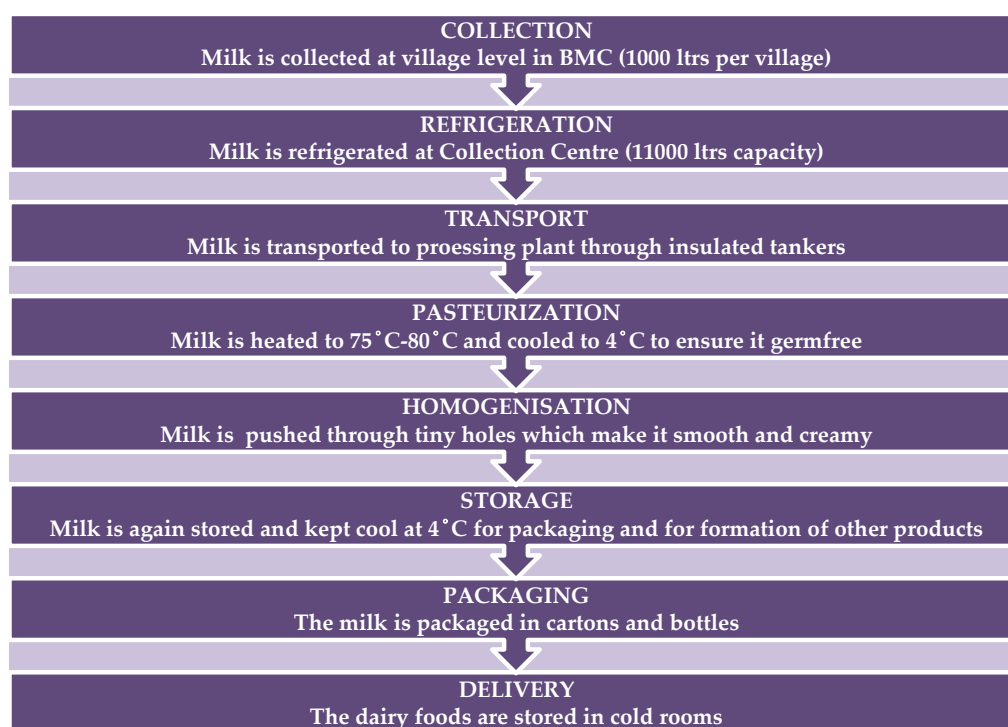 COLLECTION
Milk is collected at village level in BMC (1000 ltrs per village)
REFRIGERATION
Milk is refrigerated at Collection Centre (11000 ltrs capacity)
TRANSPORT
Milk is transported to proessing plant through insulated tankers
PASTEURIZATION
Milk is heated to 75˚C-80˚C and cooled to 4˚C to ensure it germfree
HOMOGENISATION
Milk is  pushed through tiny holes which make it smooth and creamy
STORAGE
Milk is again stored and kept cool at 4˚C for packaging and for formation of other products
PACKAGING
The milk is packaged in cartons and bottles
DELIVERY
The dairy foods are stored in cold rooms